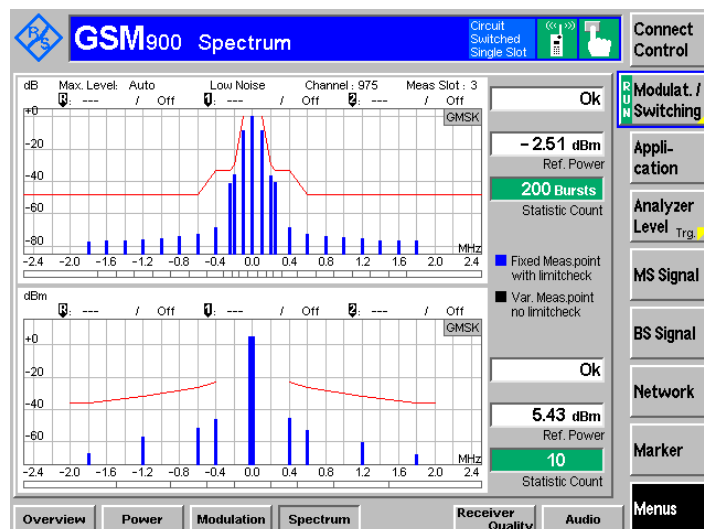 R&S
GSM900 Spectrum
Circuit
Switched
Single Slot
Connect
Control
dB Max. Level: Auto Low Noise Channel : 975 Meas Slot : 3
R: --- / Off 1: --- / Off 2: --- / Off
GMSK
+0
-20
-40
-60
-80
MHz
-2.4 -2.0 -1.6 -1.2 -0.8 -0.4 0.0 0.4 0.8 1.2 1.6 2.0 2.4
Ok
-2.51 dBm
Ref. Power
200 Bursts
Statistic Count
Fixed Meas.point
with limitcheck
Var. Meas.point
no limitcheck
dBm
R: --- / Off 1: --- / Off 2: --- / Off
GMSK
+0
-20
-40
-60
MHz
-2.4 -2.0 -1.6 -1.2 -0.8 -0.4 0.0 0.4 0.8 1.2 1.6 2.0 2.4
Ok
5.43 dBm
Ref. Power
10
Statistic Count
RUN
Modulat. /
Switching
Appli-
cation
Analyzer
Level Trg.
MS Signal
BS Signal
Network
Marker
Menus
Overview Power Modulation Spectrum Receiver
Quality Audio